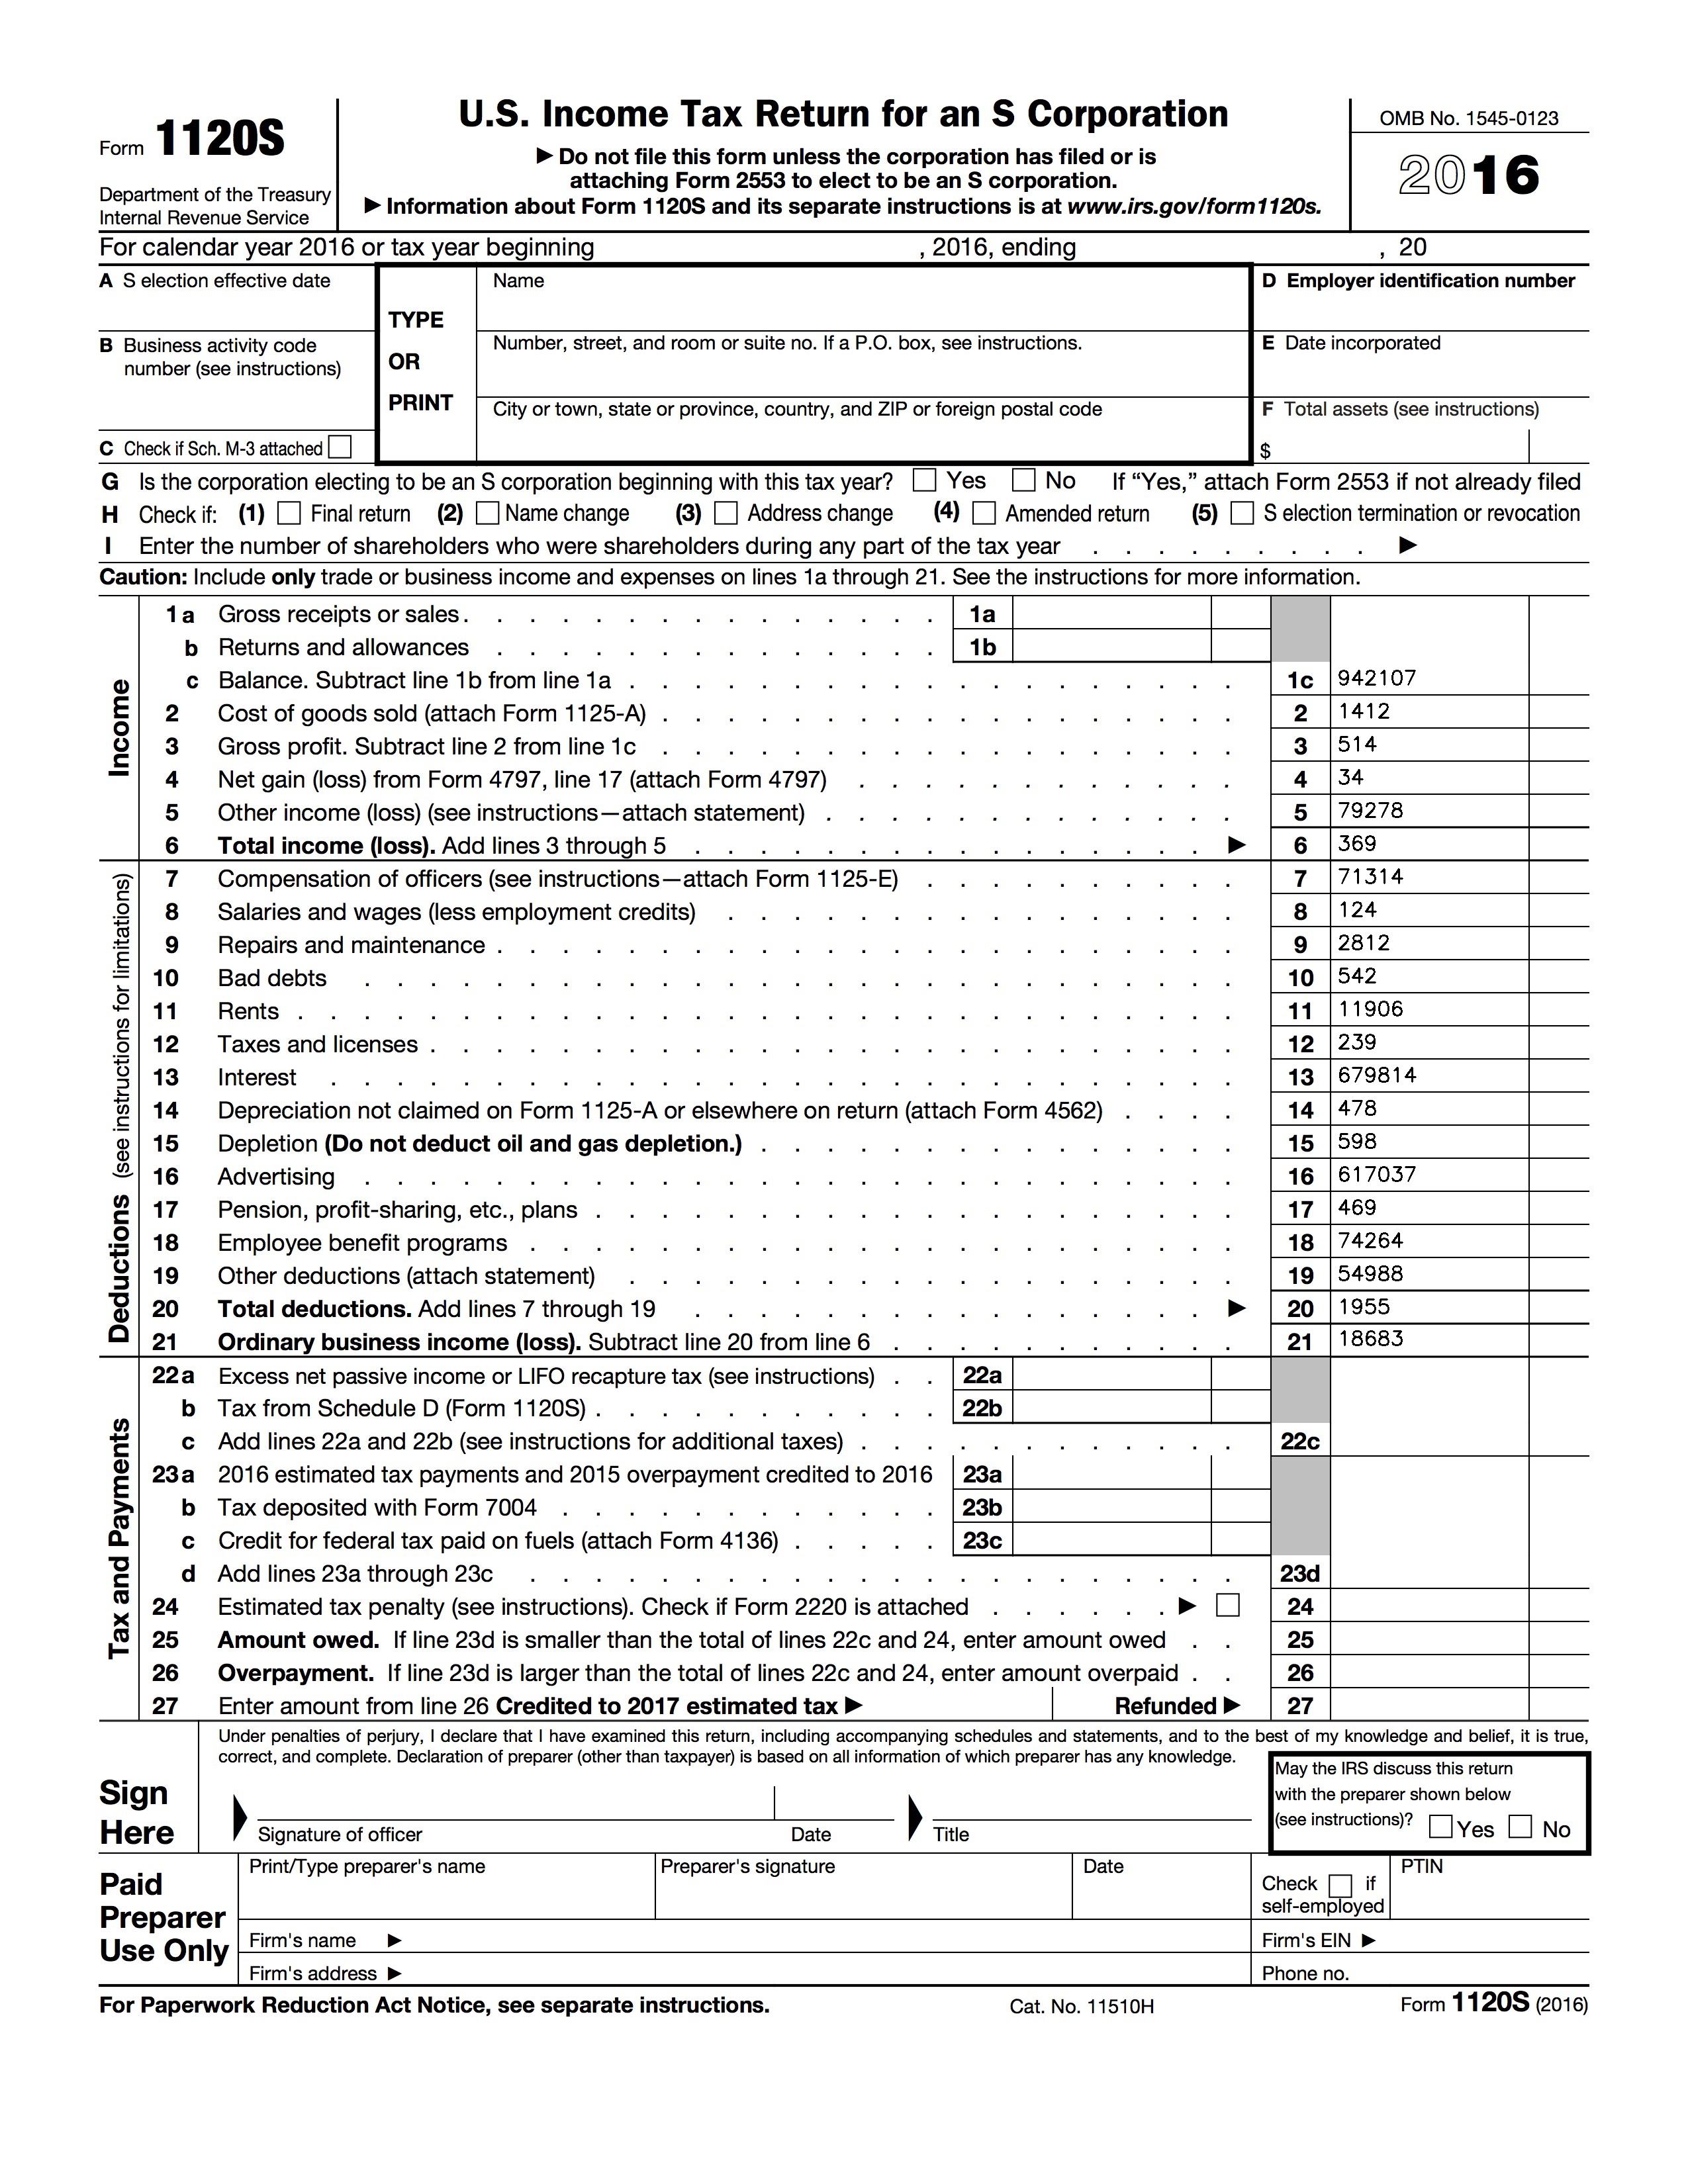 Form 1120S
Department of the Treasury
Internal Revenue Service
U.S. Income Tax Return for an S Corporation
▶ Do not file this form unless the corporation has filed or is
attaching Form 2553 to elect to be an S corporation.
▶ Information about Form 1120S and its separate instructions is at www.irs.gov/form1120s.
OMB No. 1545-0123
2016
For calendar year 2016 or tax year beginning , 2016, ending , 20
A S election effective date
B Business activity code
number (see instructions)
C Check if Sch. M-3 attached
TYPE
OR
PRINT
Name
Number, street, and room or suite no. If a P.O. box, see instructions.
City or town, state or province, country, and ZIP or foreign postal code
D Employer identification number
E Date incorporated
F Total assets (see instructions)
$
G Is the corporation electing to be an S corporation beginning with this tax year? Yes No If “Yes,” attach Form 2553 if not already filed
H Check if: (1) Final return (2) Name change (3) Address change (4) Amended return (5) S election termination or revocation
I Enter the number of shareholders who were shareholders during any part of the tax year . . . . . . . . . ▶
Caution: Include only trade or business income and expenses on lines 1a through 21. See the instructions for more information.
Income
1a Gross receipts or sales . . . 1a
b Returns and allowances . . . 1b
c Balance. Subtract line 1b from line 1a . . . 1c 942107
2 Cost of goods sold (attach Form 1125-A) . . . 2 1412
3 Gross profit. Subtract line 2 from line 1c . . . 3 514
4 Net gain (loss) from Form 4797, line 17 (attach Form 4797) . . . 4 34
5 Other income (loss) (see instructions—attach statement) . . . 5 79278
6 Total income (loss). Add lines 3 through 5 . . . ▶ 6 369
Deductions (see instructions for limitations)
7 Compensation of officers (see instructions—attach Form 1125-E) . . . 7 71314
8 Salaries and wages (less employment credits) . . . 8 124
9 Repairs and maintenance . . . 9 2812
10 Bad debts . . . 10 542
11 Rents . . . 11 11906
12 Taxes and licenses . . . 12 239
13 Interest . . . 13 679814
14 Depreciation not claimed on Form 1125-A or elsewhere on return (attach Form 4562) . . . 14 478
15 Depletion (Do not deduct oil and gas depletion.) . . . 15 598
16 Advertising . . . 16 617037
17 Pension, profit-sharing, etc., plans . . . 17 469
18 Employee benefit programs . . . 18 74264
19 Other deductions (attach statement) . . . 19 54988
20 Total deductions. Add lines 7 through 19 . . . ▶ 20 1955
21 Ordinary business income (loss). Subtract line 20 from line 6 . . . 21 18683
Tax and Payments
22a Excess net passive income or LIFO recapture tax (see instructions) . . 22a
b Tax from Schedule D (Form 1120S) . . . 22b
c Add lines 22a and 22b (see instructions for additional taxes) . . . 22c
23a 2016 estimated tax payments and 2015 overpayment credited to 2016 23a
b Tax deposited with Form 7004 . . . 23b
c Credit for federal tax paid on fuels (attach Form 4136) . . . 23c
d Add lines 23a through 23c . . . 23d
24 Estimated tax penalty (see instructions). Check if Form 2220 is attached . . . ▶ 24
25 Amount owed. If line 23d is smaller than the total of lines 22c and 24, enter amount owed . . 25
26 Overpayment. If line 23d is larger than the total of lines 22c and 24, enter amount overpaid . . 26
27 Enter amount from line 26 Credited to 2017 estimated tax ▶ Refunded ▶ 27
Sign
Here
Under penalties of perjury, I declare that I have examined this return, including accompanying schedules and statements, and to the best of my knowledge and belief, it is true,
correct, and complete. Declaration of preparer (other than taxpayer) is based on all information of which preparer has any knowledge.
Signature of officer Date Title
May the IRS discuss this return
with the preparer shown below
(see instructions)? Yes No
Paid
Preparer
Use Only
Print/Type preparer's name Preparer's signature Date
Check if
self-employed
PTIN
Firm's name ▶ Firm's EIN ▶
Firm's address ▶ Phone no.
For Paperwork Reduction Act Notice, see separate instructions. Cat. No. 11510H Form 1120S (2016)